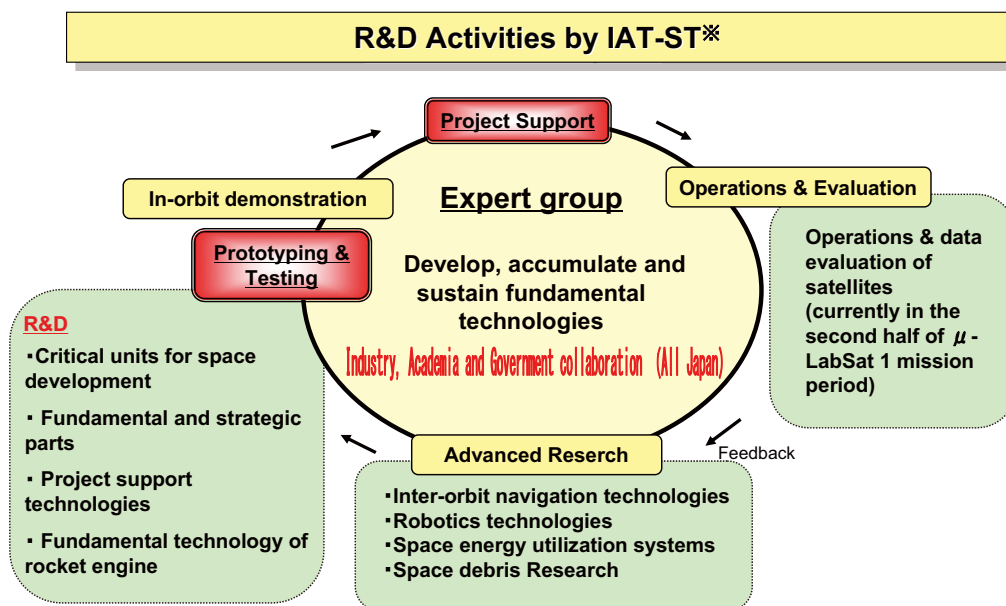 R&D Activities by IAT-ST※
Project Support
In-orbit demonstration
Operations & Evaluation
Expert group
Prototyping &
Testing
Develop, accumulate and
sustain fundamental
technologies
Industry, Academia and Government collaboration (All Japan)
Operations & data
evaluation of
satellites
(currently in the
second half of μ-
LabSat 1 mission
period)
R&D
・Critical units for space
development
・Fundamental and strategic
parts
・Project support
technologies
・Fundamental technology of
rocket engine
Feedback
Advanced Reserch
・Inter-orbit navigation technologies
・Robotics technologies
・Space energy utilization systems
・Space debris Research